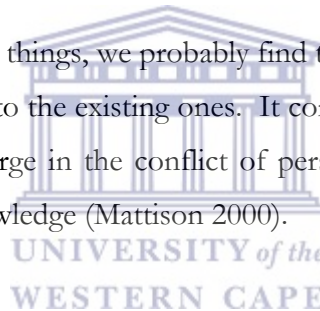 things, we probably find t
to the existing ones. It co
rge in the conflict of per
wledge (Mattison 2000).
UNIVERSITY of the
WESTERN CAPE